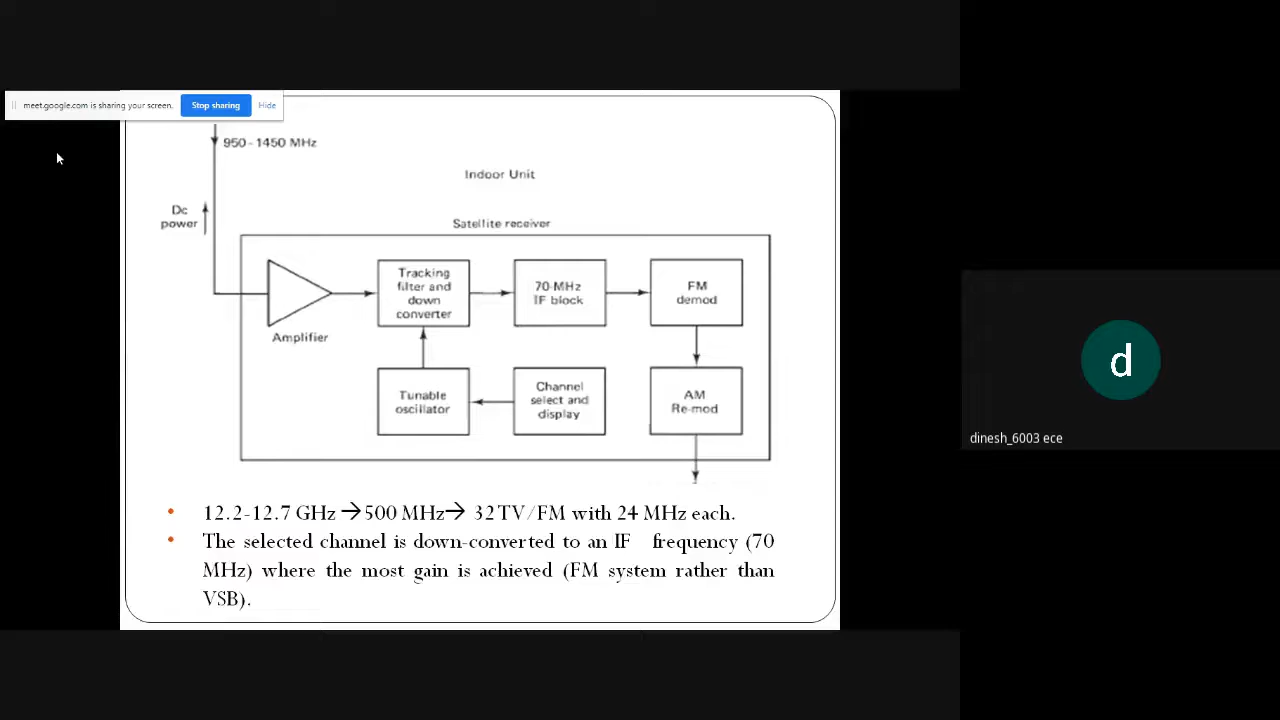 meet.google.com is sharing your screen.
Stop sharing
Hide
950-1450 MHz
Indoor Unit
Dc
power
Satellite receiver
Tracking
filter and
down
converter
70-MHz
IF block
FM
demod
Amplifier
Tunable
oscillator
Channel
select and
display
AM
Re-mod
d
dinesh_6003 ece
• 12.2-12.7 GHz →500 MHz→ 32 TV/FM with 24 MHz each.
• The selected channel is down-converted to an IF frequency (70
MHz) where the most gain is achieved (FM system rather than
VSB).